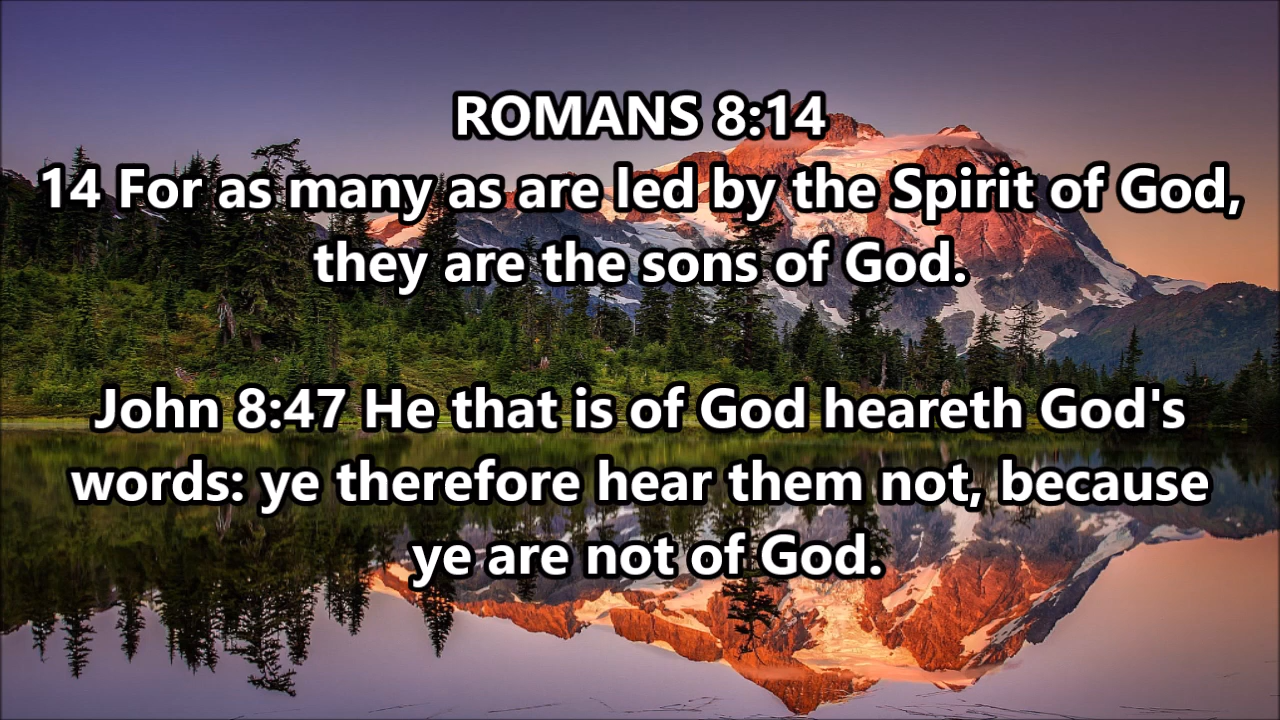 ROMANS 8:14
14 For as many as are led by the Spirit of God,
they are the sons of God.
John 8:47 He that is of God heareth God's
words: ye therefore hear them not, because
ye are not of God.